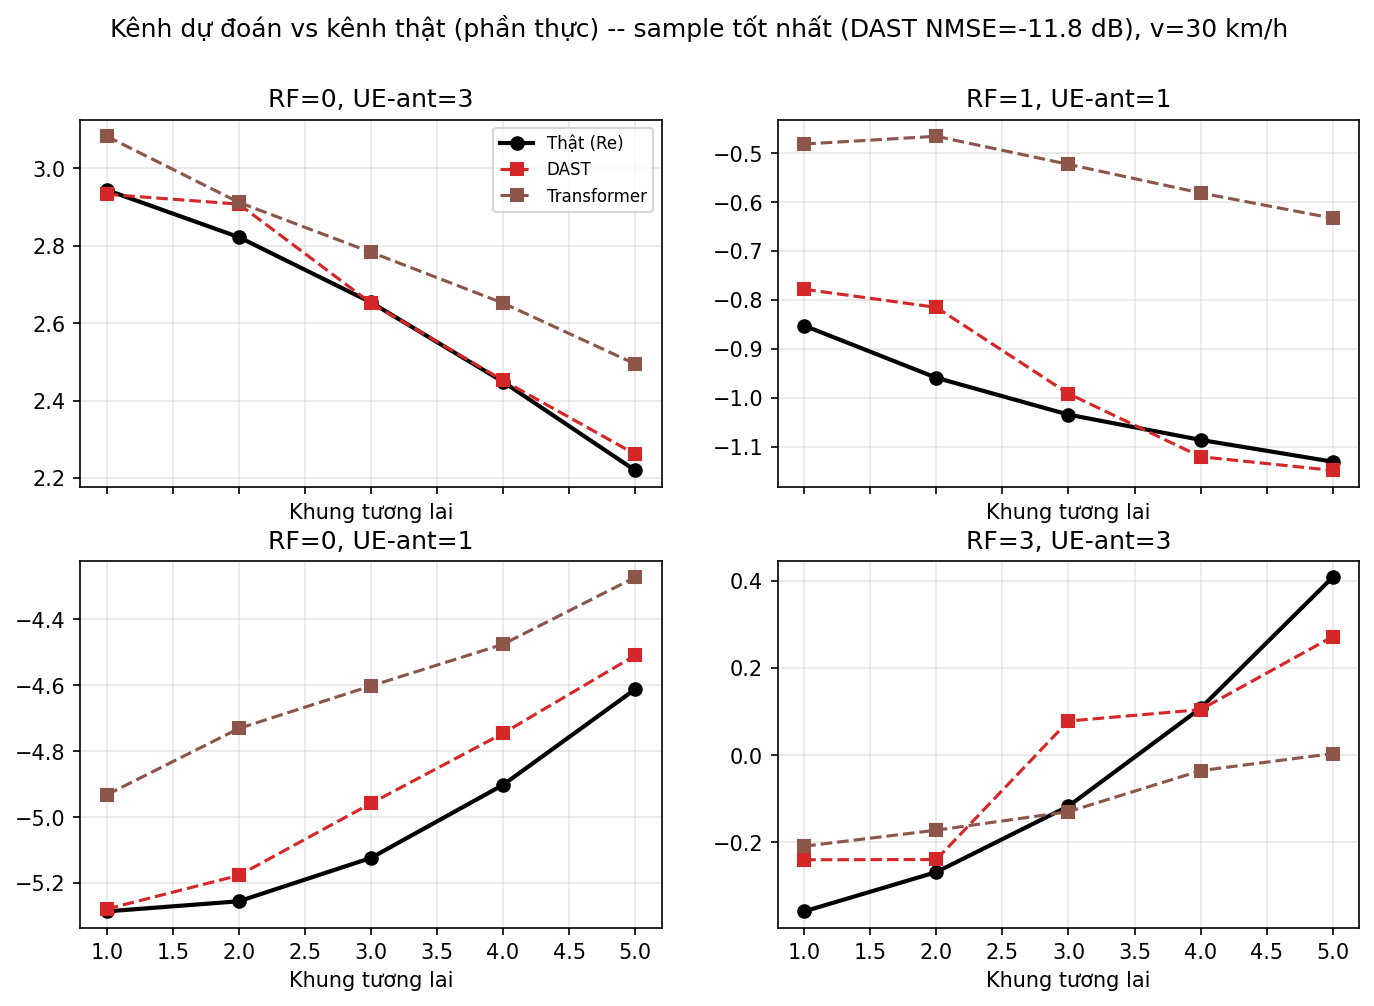 Kênh dự đoán vs kênh thật (phần thực) -- sample tốt nhất (DAST NMSE=-11.8 dB), v=30 km/h
RF=0, UE-ant=3
Thật (Re)
DAST
Transformer
3.0
2.8
2.6
2.4
2.2
Khung tương lai
RF=1, UE-ant=1
−0.5
−0.6
−0.7
−0.8
−0.9
−1.0
−1.1
Khung tương lai
RF=0, UE-ant=1
−4.4
−4.6
−4.8
−5.0
−5.2
1.0 1.5 2.0 2.5 3.0 3.5 4.0 4.5 5.0
Khung tương lai
RF=3, UE-ant=3
0.4
0.2
0.0
−0.2
1.0 1.5 2.0 2.5 3.0 3.5 4.0 4.5 5.0
Khung tương lai